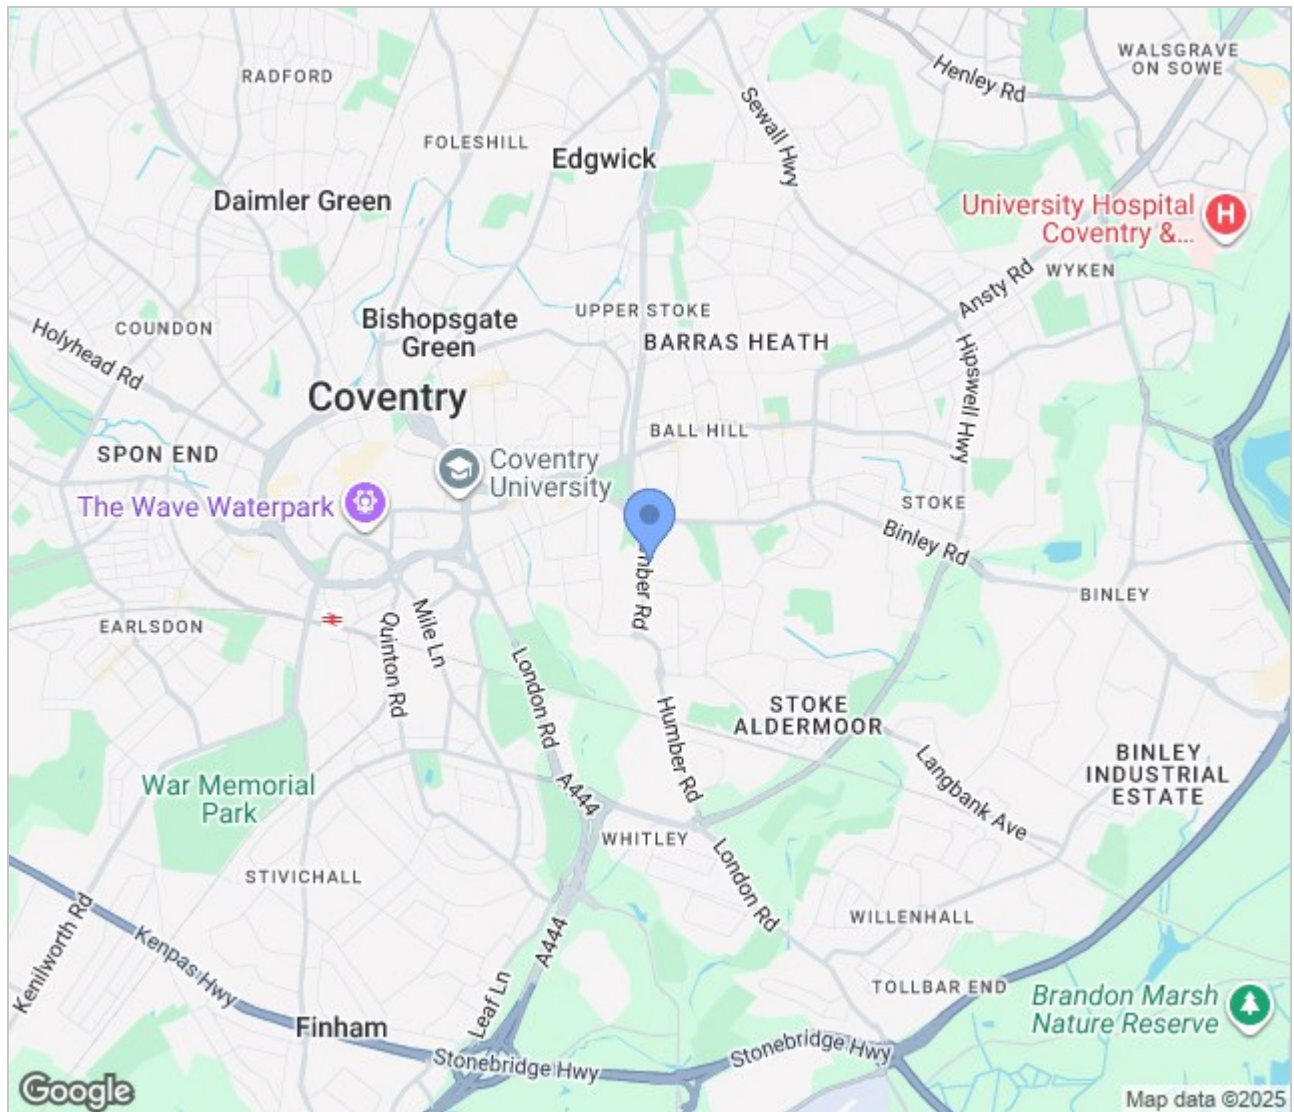 RADFORD
WALSGRAVE
ON SOWE
Henley Rd
Sewall Hwy
FOLESHILL
Edgwick
Daimler Green
University Hospital
Coventry &...
H
WYKEN
Ansty Rd
UPPER STOKE
Bishopsgate
Green
COUNDON
Holyhead Rd
BARRAS HEATH
Hipswell Hwy
Coventry
BALL HILL
SPON END
Coventry
University
The Wave Waterpark
STOKE
Binley Rd
BINLEY
mber Rd
EARLSDON
Quinton Rd
Mile Ln
London Rd
Humber Rd
STOKE
ALDERMOOR
Langbank Ave
BINLEY
INDUSTRIAL
ESTATE
War Memorial
Park
A444
WHITLEY
London Rd
STIVICHALL
WILLENHALL
Kenilworth Rd
Kenpas Hwy
A444
Leaf Ln
TOLLBAR END
Brandon Marsh
Nature Reserve
Finham
Stonebridge Hwy
Stonebridge Hwy
Google
Map data ©2025